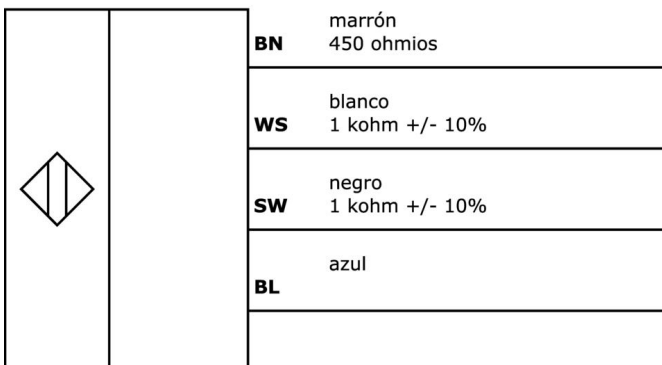 marrón
BN 450 ohmios
blanco
WS 1 kohm +/- 10%
negro
SW 1 kohm +/- 10%
azul
BL